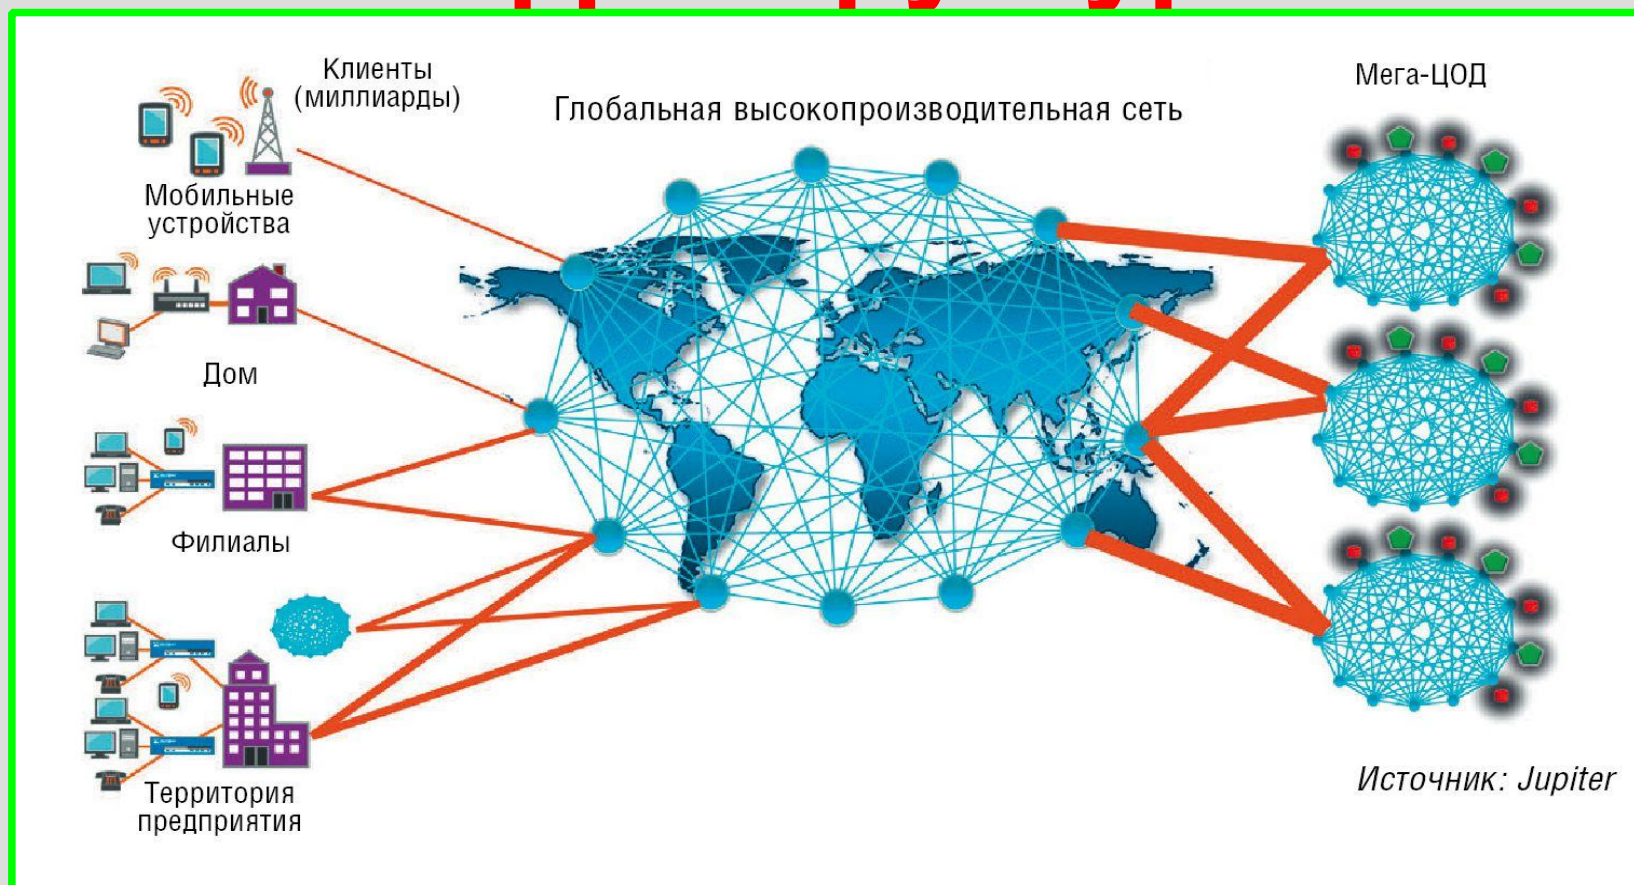 Клиенты
(миллиарды)
Мобильные
устройства
Дом
Филиалы
Территория
предприятия
Глобальная высокопроизводительная сеть
Мега-ЦОД
Источник: Jupiter